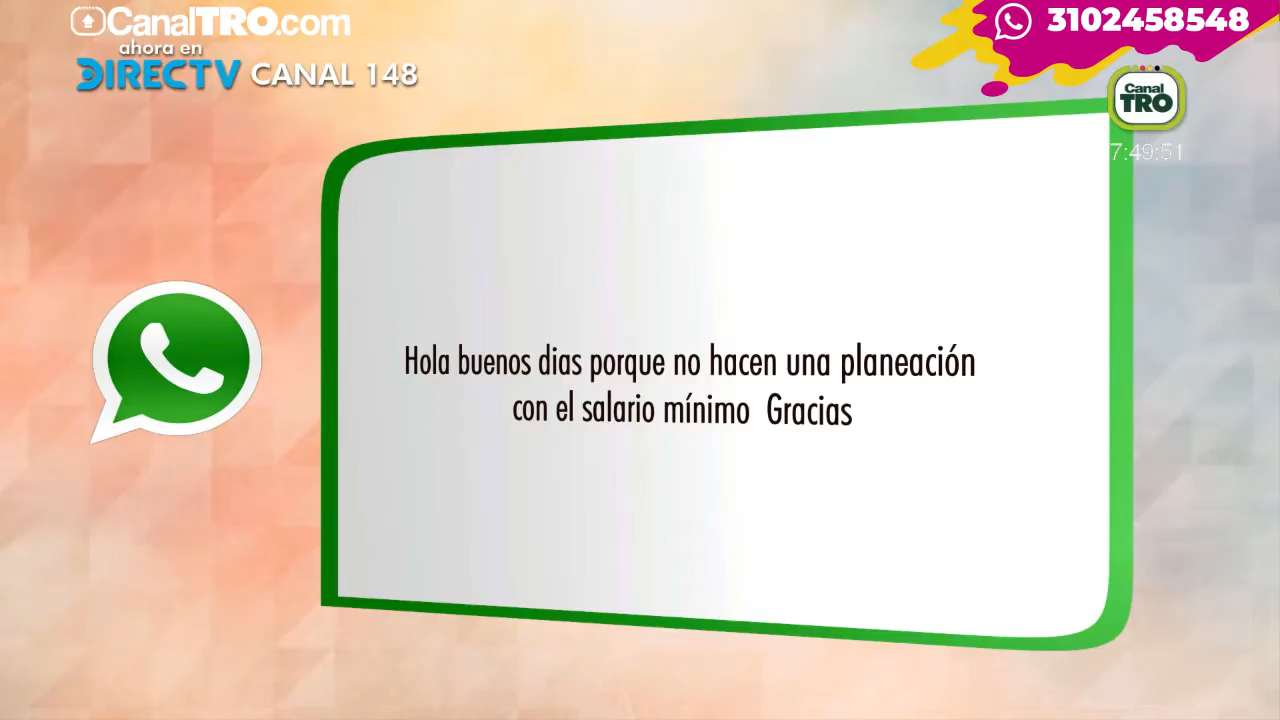 CanalTRO.com
ahora en
DIRECTV CANAL 148
3102458548
Canal
TRO
7:49:51
Hola buenos dias porque no hacen una planeación
con el salario mínimo Gracias